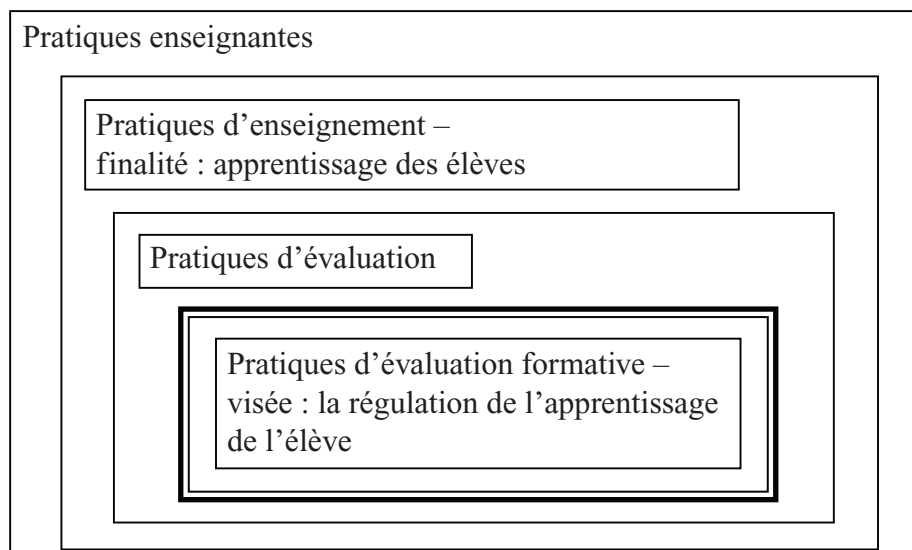 Pratiques enseignantes
Pratiques d’enseignement –
finalité : apprentissage des élèves
Pratiques d’évaluation
Pratiques d’évaluation formative –
visée : la régulation de l’apprentissage
de l’élève